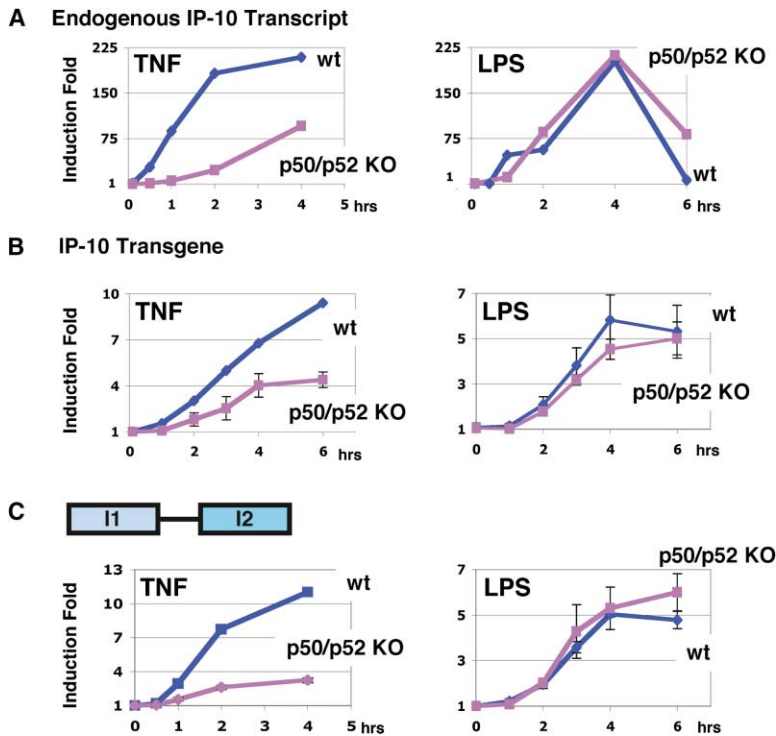 A Endogenous IP-10 Transcript
Induction Fold
225
150
75
1
TNF
wt
p50/p52 KO
0 1 2 3 4 5 hrs
225
150
75
1
LPS
p50/p52 KO
wt
0 2 4 6 hrs
B IP-10 Transgene
Induction Fold
10
7
4
1
TNF
wt
p50/p52 KO
0 2 4 6 hrs
7
5
3
1
LPS
wt
p50/p52 KO
0 2 4 6 hrs
C
I1 I2
Induction Fold
13
10
7
4
1
TNF
wt
p50/p52 KO
0 1 2 3 4 5 hrs
7
5
3
1
LPS
p50/p52 KO
wt
0 2 4 6 hrs